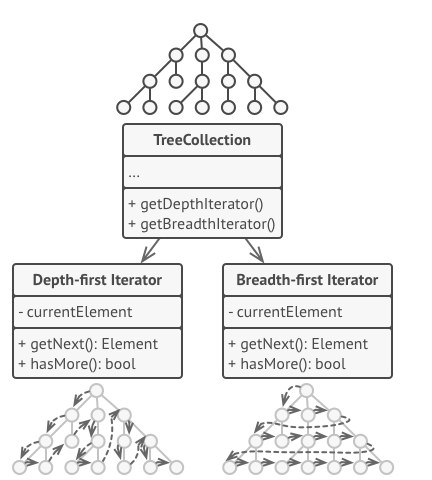 TreeCollection
...
+ getDepthIterator()
+ getBreadthIterator()
Depth-first Iterator
- currentElement
+ getNext(): Element
+ hasMore(): bool
Breadth-first Iterator
- currentElement
+ getNext(): Element
+ hasMore(): bool